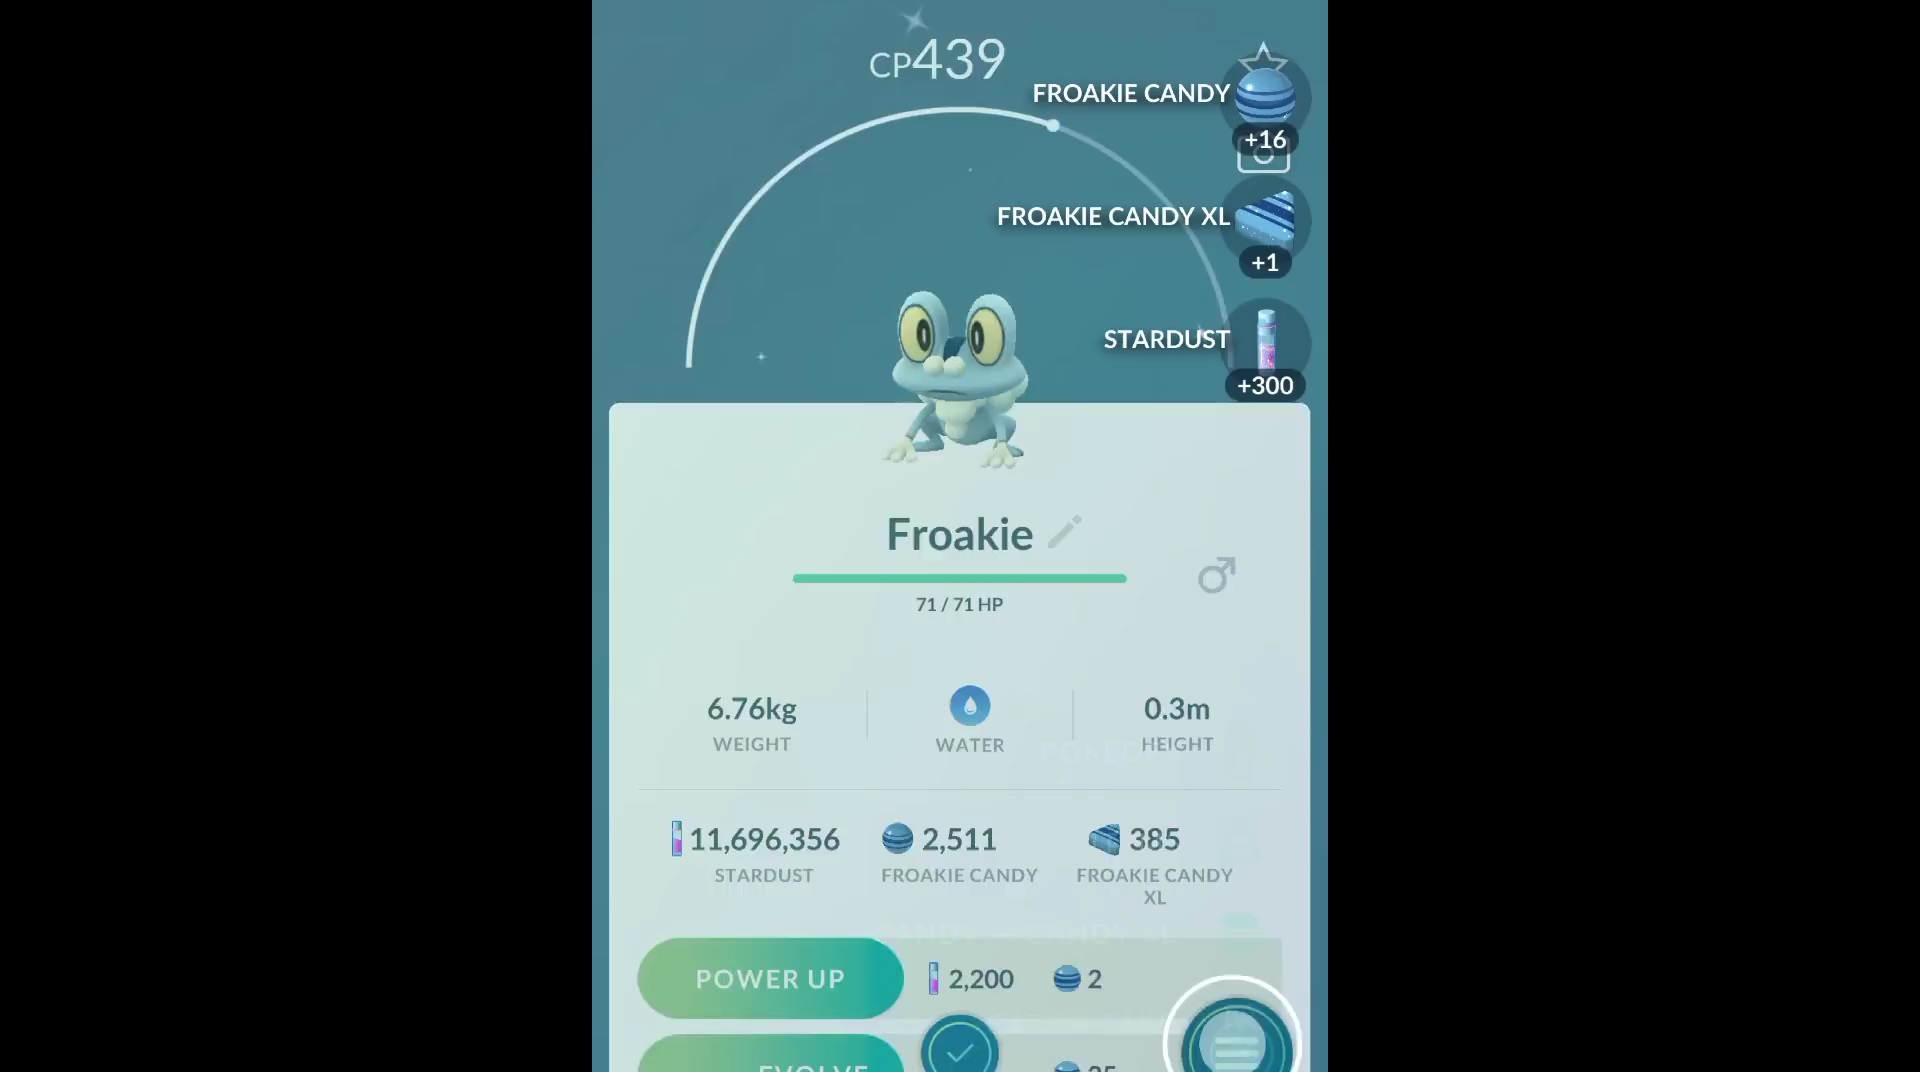 CP439
FROAKIE CANDY
+16
FROAKIE CANDY XL
+1
STARDUST
+300
Froakie
71 / 71 HP
6.76kg
WEIGHT
WATER
0.3m
HEIGHT
11,696,356
STARDUST
2,511
FROAKIE CANDY
385
FROAKIE CANDY
XL
POWER UP
2,200
2
EVOLVE
25